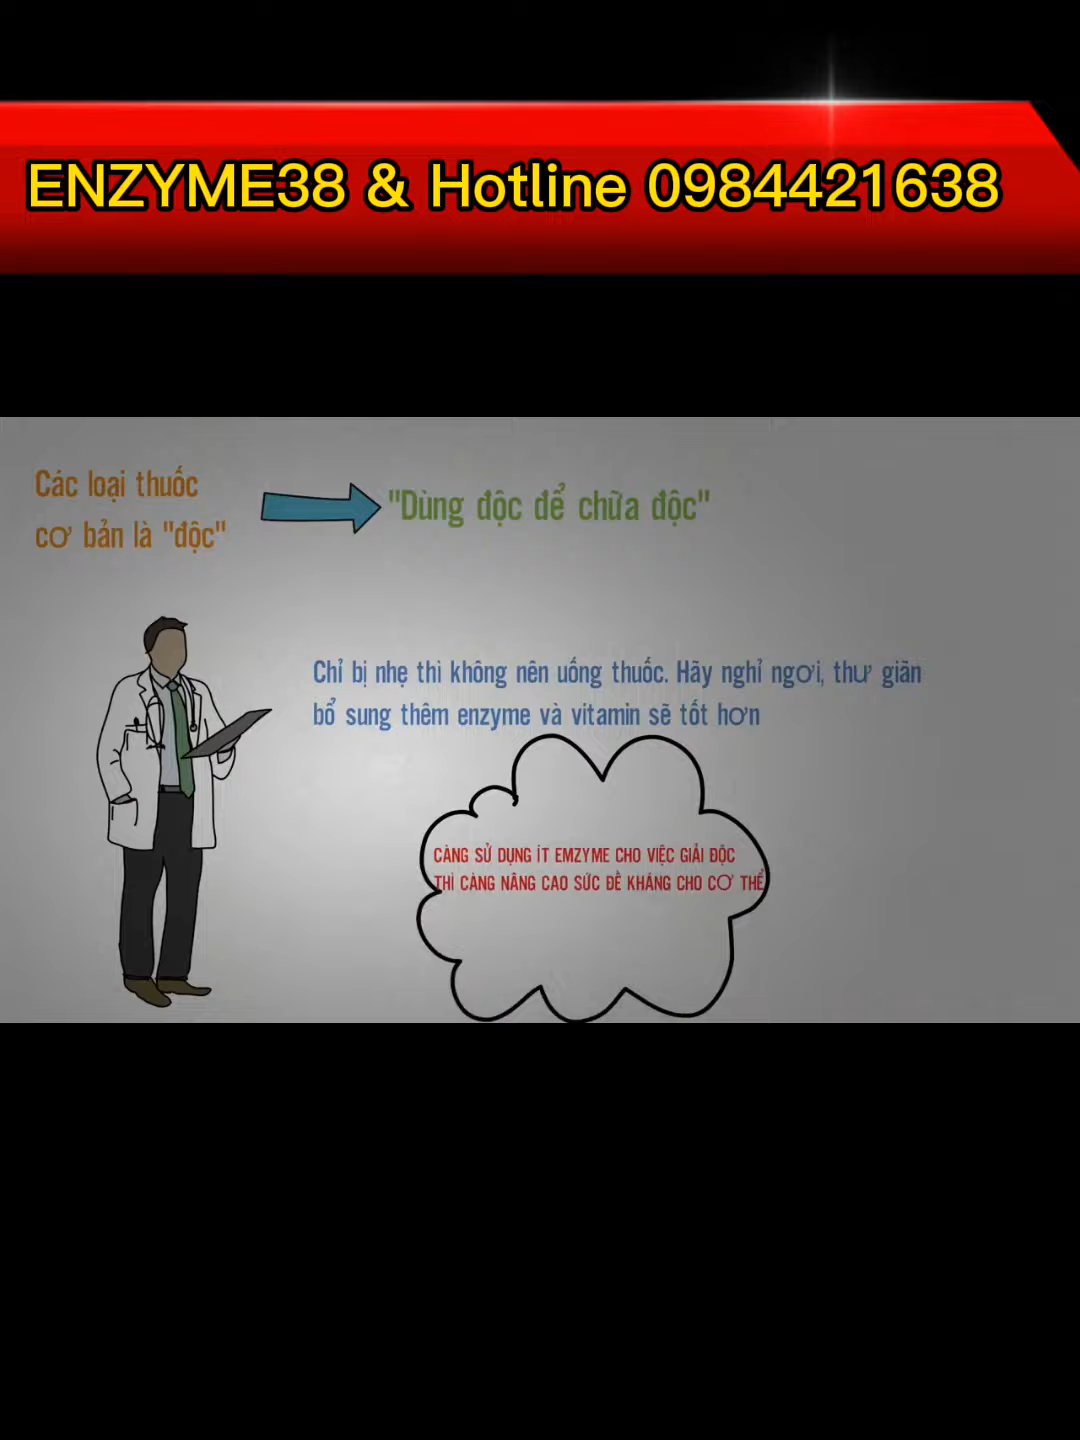 ENZYME38 & Hotline 0984421638
Các loại thuốc
cơ bản là "độc"
"Dùng độc để chữa độc"
Chỉ bị nhẹ thì không nên uống thuốc. Hãy nghỉ ngơi, thư giãn
bổ sung thêm enzyme và vitamin sẽ tốt hơn
CÀNG SỬ DỤNG ÍT EMZYME CHO VIỆC GIẢI ĐỘC
THÌ CÀNG NÂNG CAO SỨC ĐỀ KHÁNG CHO CƠ THỂ